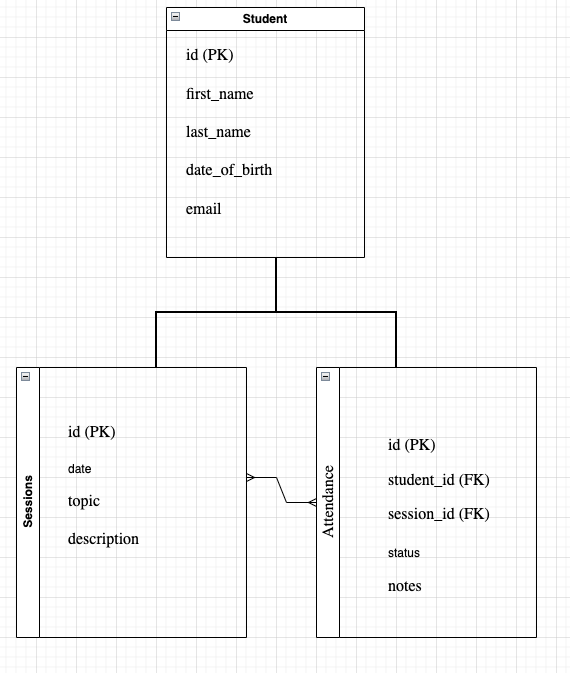 Student
id (PK)
first_name
last_name
date_of_birth
email
Sessions
id (PK)
date
topic
description
Attendance
id (PK)
student_id (FK)
session_id (FK)
status
notes